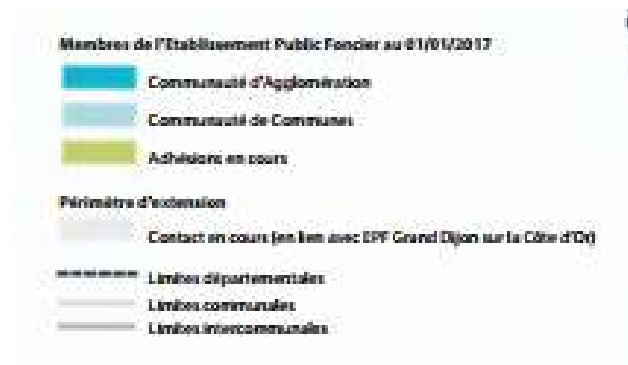 Membres de l'Etablissement Public Foncier au 01/01/2017
Communauté d'Agglomération
Communauté de Communes
Adhésions en cours
Périmètre d'extension
Contact en cours (en lien avec EPF Grand Dijon sur la Côte d'Or)
Limites départementales
Limites communales
Limites intercommunales